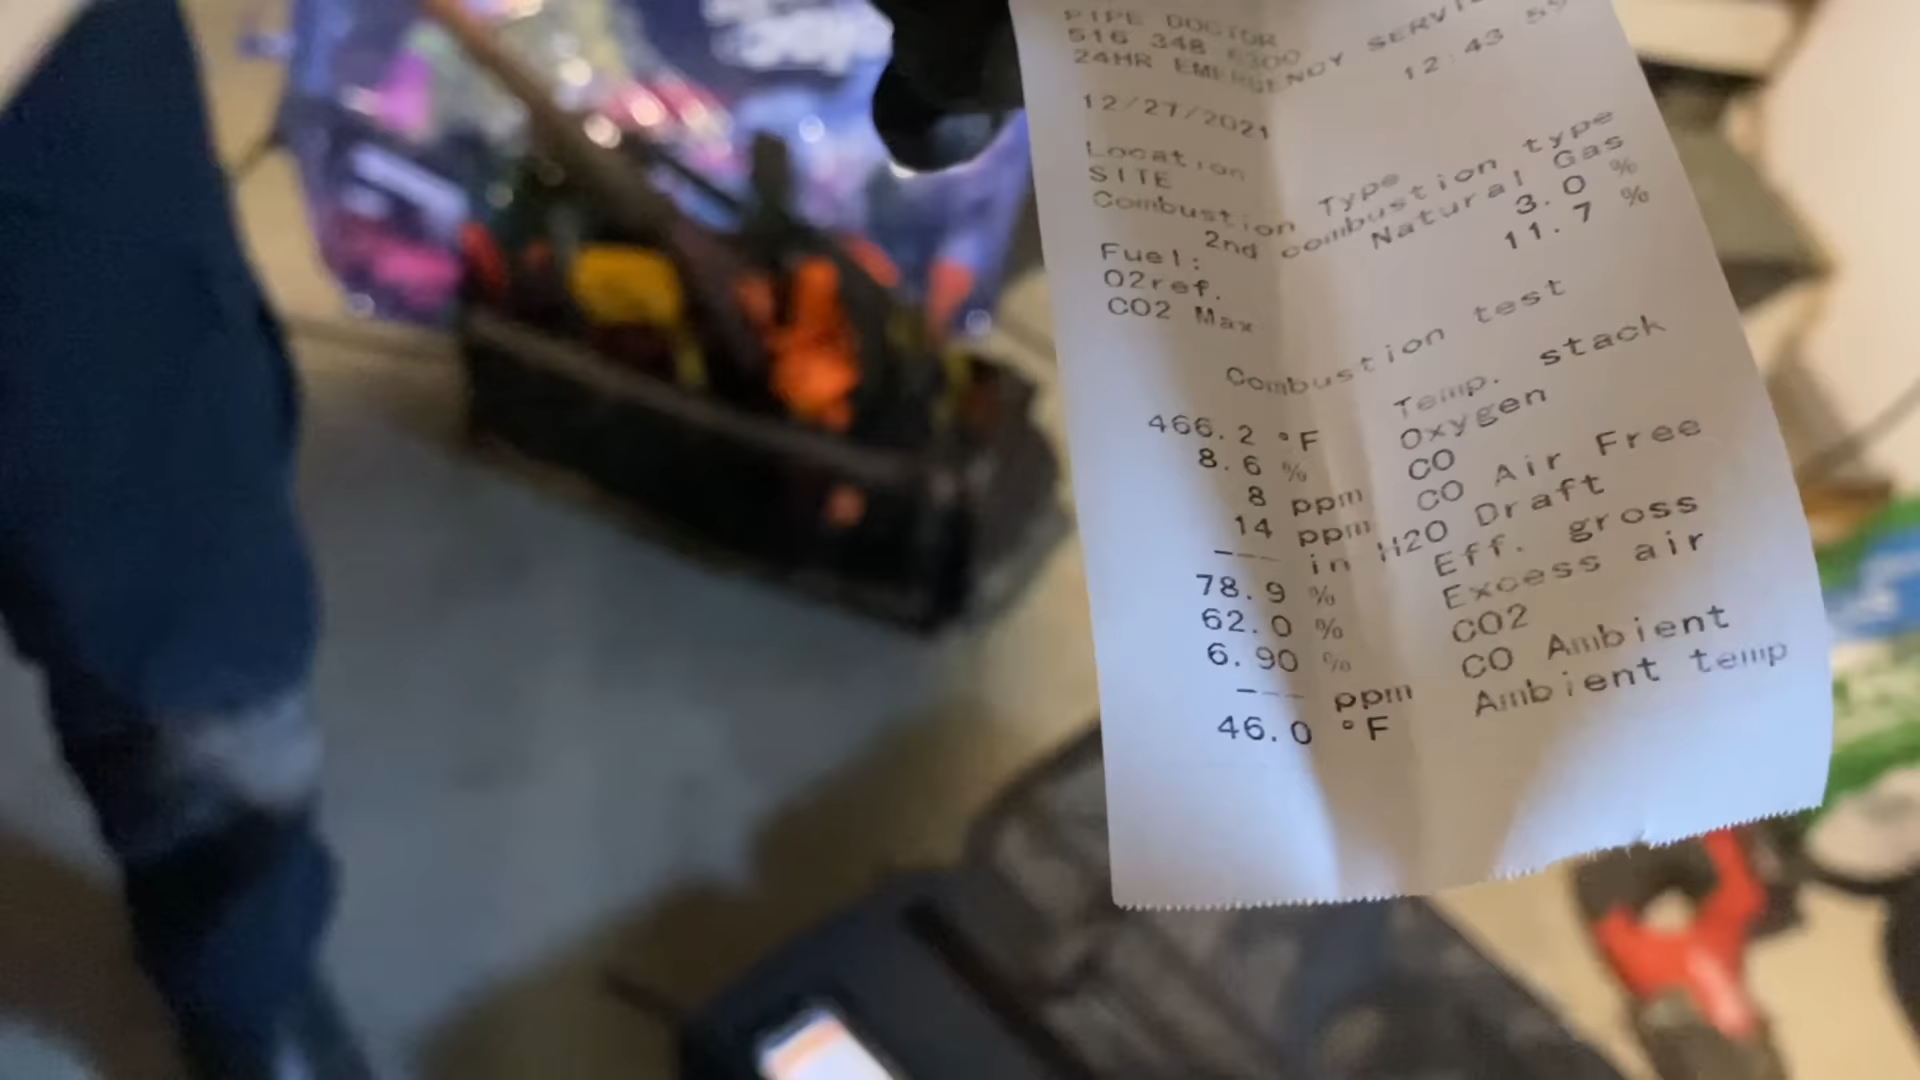 PIPE DOCTOR
516 348 6300
24HR EMERGENCY
12/27/2021 12:43
Location
SITE
Combustion Type
2nd combustion type
Fuel: Natural Gas
O2ref. 3.0 %
CO2 Max 11.7 %
Combustion test
466.2 °F Temp. stack
8.6 % Oxygen
8 ppm CO
14 ppm CO Air Free
--- in H2O Draft
78.9 % Eff. gross
62.0 % Excess air
6.90 % CO2
--- ppm CO Ambient
46.0 °F Ambient temp